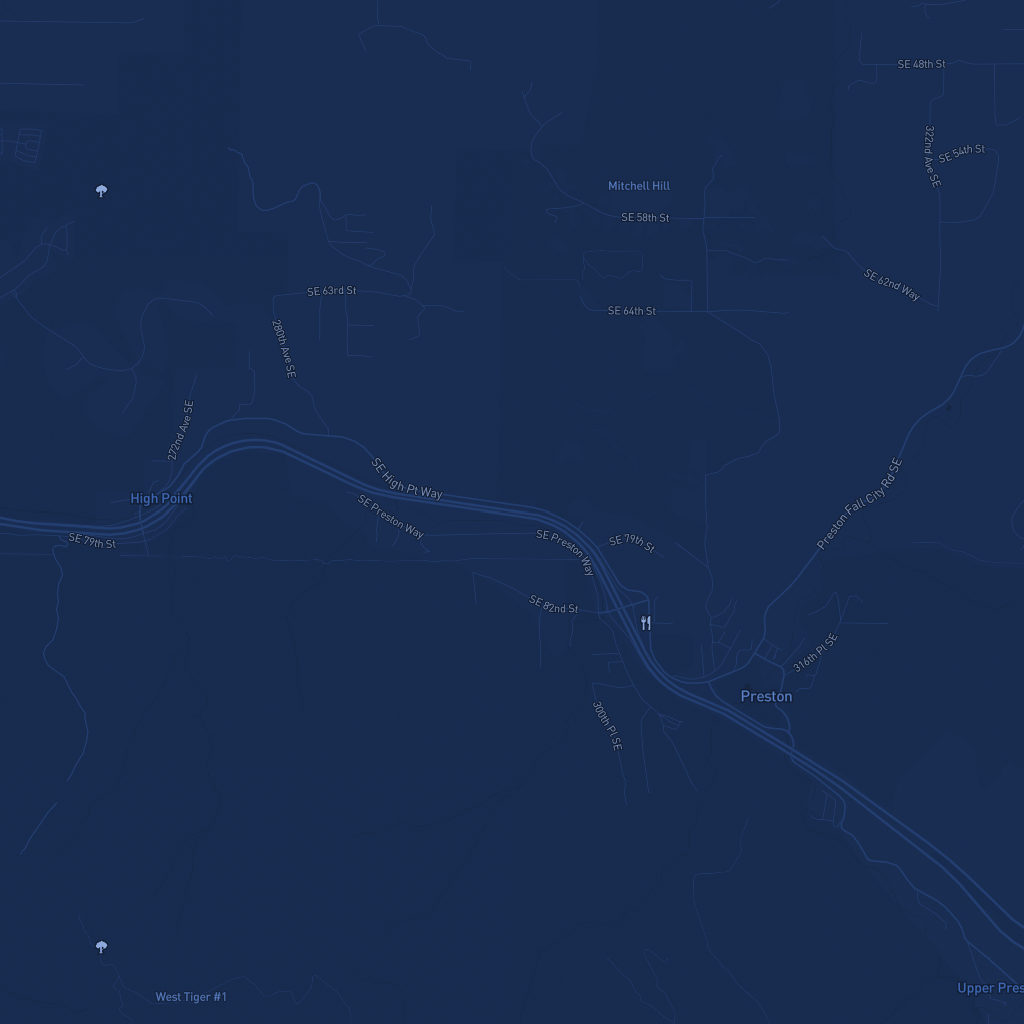 SE 48th St
322nd Ave SE
SE 54th St
Mitchell Hill
SE 58th St
SE 62nd Way
SE 63rd St
SE 64th St
280th Ave SE
272nd Ave SE
SE High Pt Way
Preston Fall-City Rd SE
High Point
SE Preston Way
SE 79th St
SE Preston Way
SE 79th St
SE 82nd St
316th Pl SE
Preston
300th Pl SE
Upper Pres
West Tiger #1